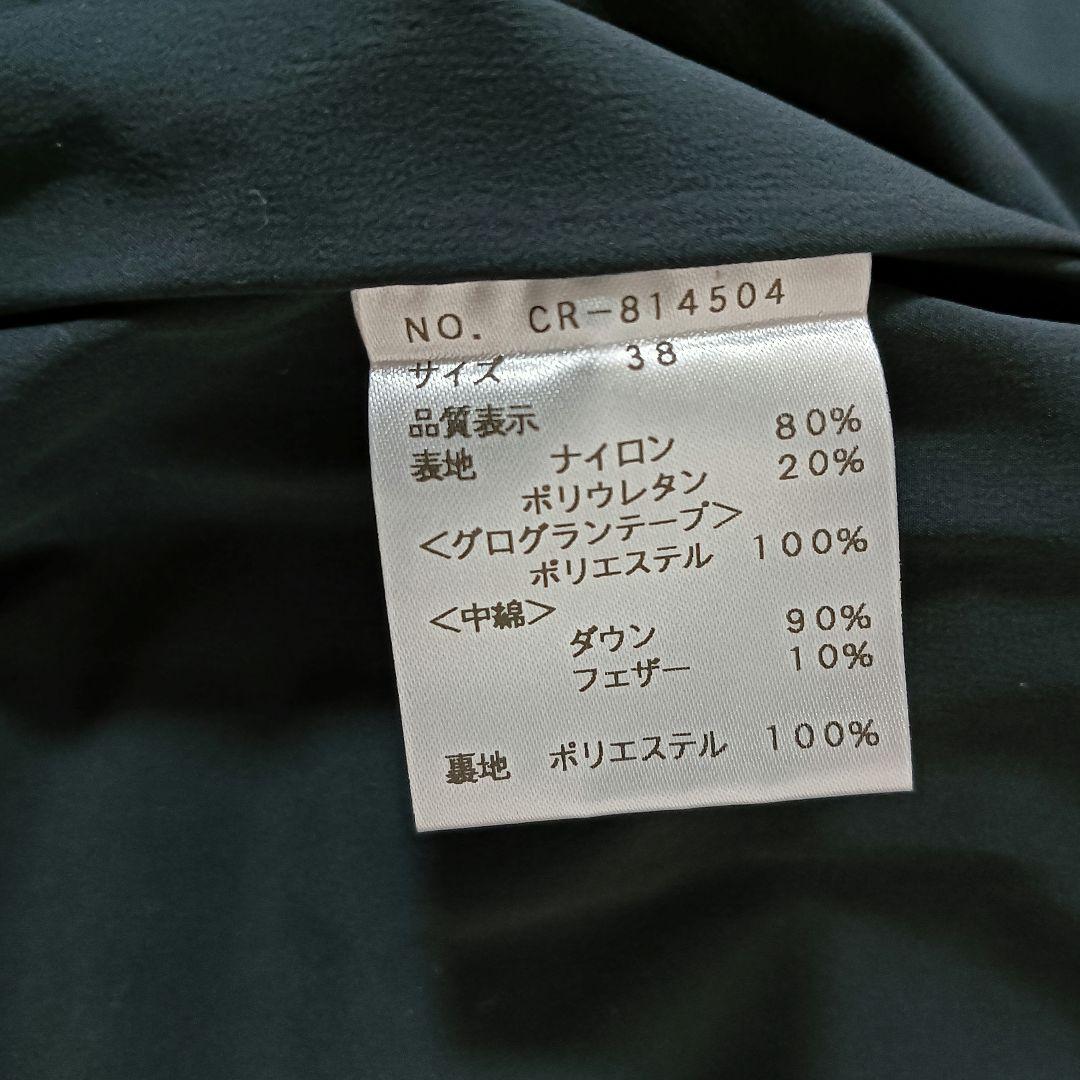 NO. CR-814504
サイズ 38
品質表示
表地 ナイロン 80%
ポリウレタン 20%
<グログランテープ>
ポリエステル 100%
<中綿>
ダウン 90%
フェザー 10%
裏地 ポリエステル 100%